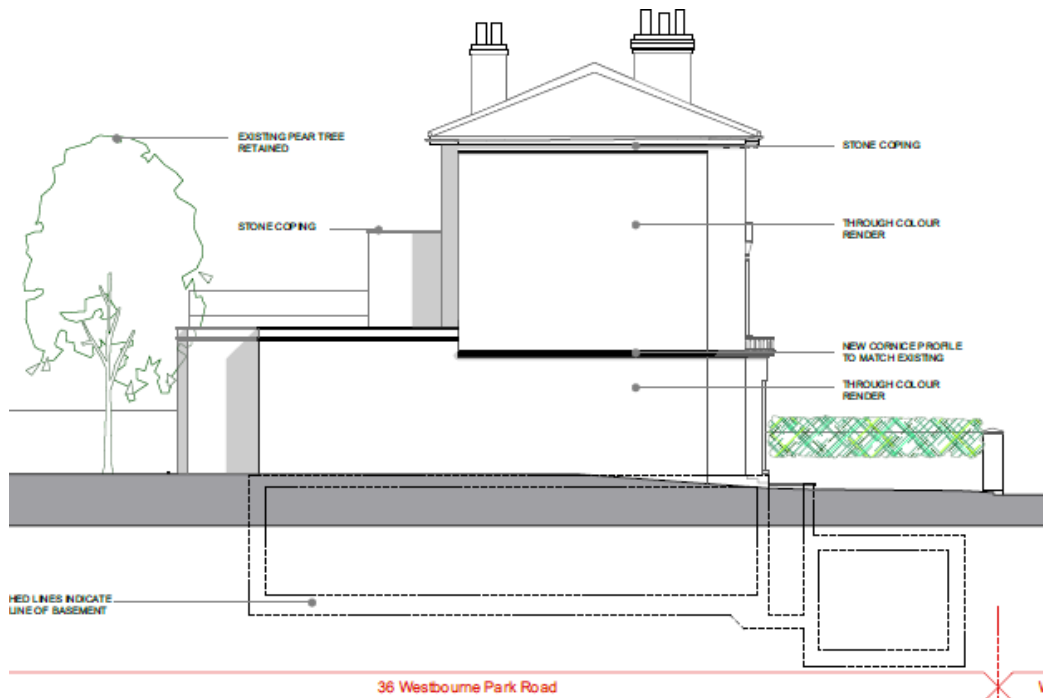 EXISTING PEAR TREE
RETAINED
STONE COPING
STONE COPING
THROUGH COLOUR
RENDER
NEW CORNICE PROFILE
TO MATCH EXISTING
THROUGH COLOUR
RENDER
HED LINES INDICATE
LINE OF BASEMENT
36 Westbourne Park Road